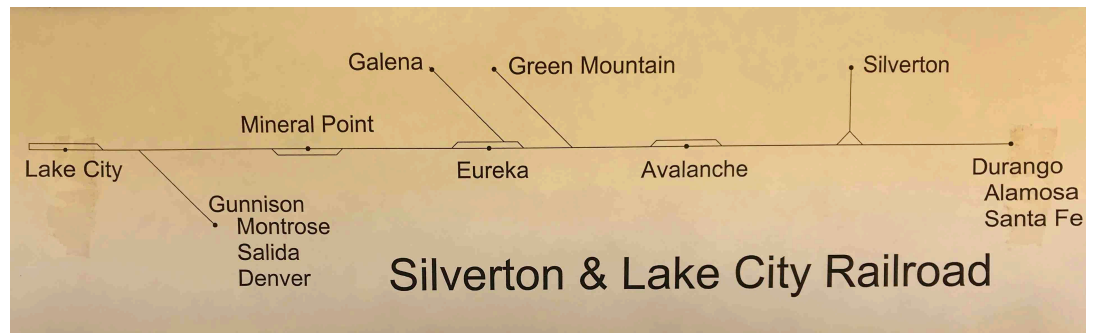 Galena
Green Mountain
Silverton
Mineral Point
Lake City
Eureka
Avalanche
Durango
Alamosa
Santa Fe
Gunnison
Montrose
Salida
Denver
Silverton & Lake City Railroad